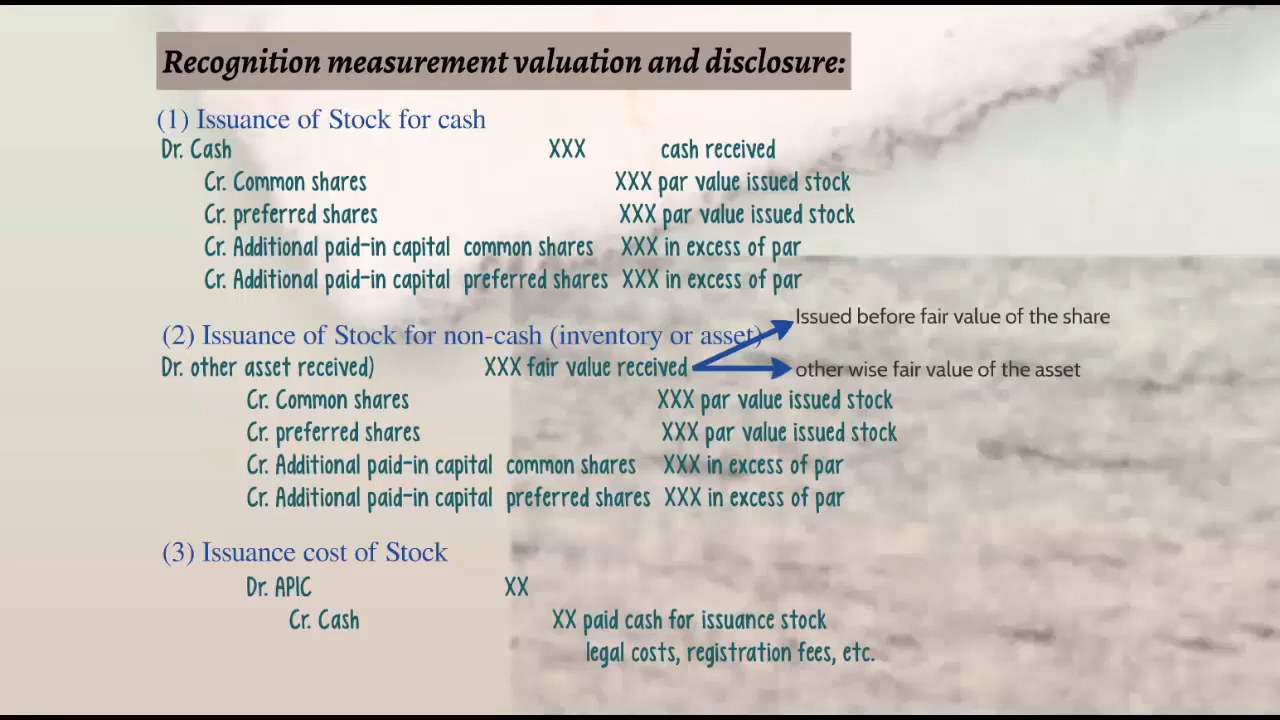 Recognition measurement valuation and disclosure:
(1) Issuance of Stock for cash
Dr. Cash XXX cash received
Cr. Common shares XXX par value issued stock
Cr. preferred shares XXX par value issued stock
Cr. Additional paid-in capital common shares XXX in excess of par
Cr. Additional paid-in capital preferred shares XXX in excess of par
Issued before fair value of the share
(2) Issuance of Stock for non-cash (inventory or asset)
Dr. other asset received) XXX fair value received
other wise fair value of the asset
Cr. Common shares XXX par value issued stock
Cr. preferred shares XXX par value issued stock
Cr. Additional paid-in capital common shares XXX in excess of par
Cr. Additional paid-in capital preferred shares XXX in excess of par
(3) Issuance cost of Stock
Dr. APIC XX
Cr. Cash XX paid cash for issuance stock
legal costs, registration fees, etc.